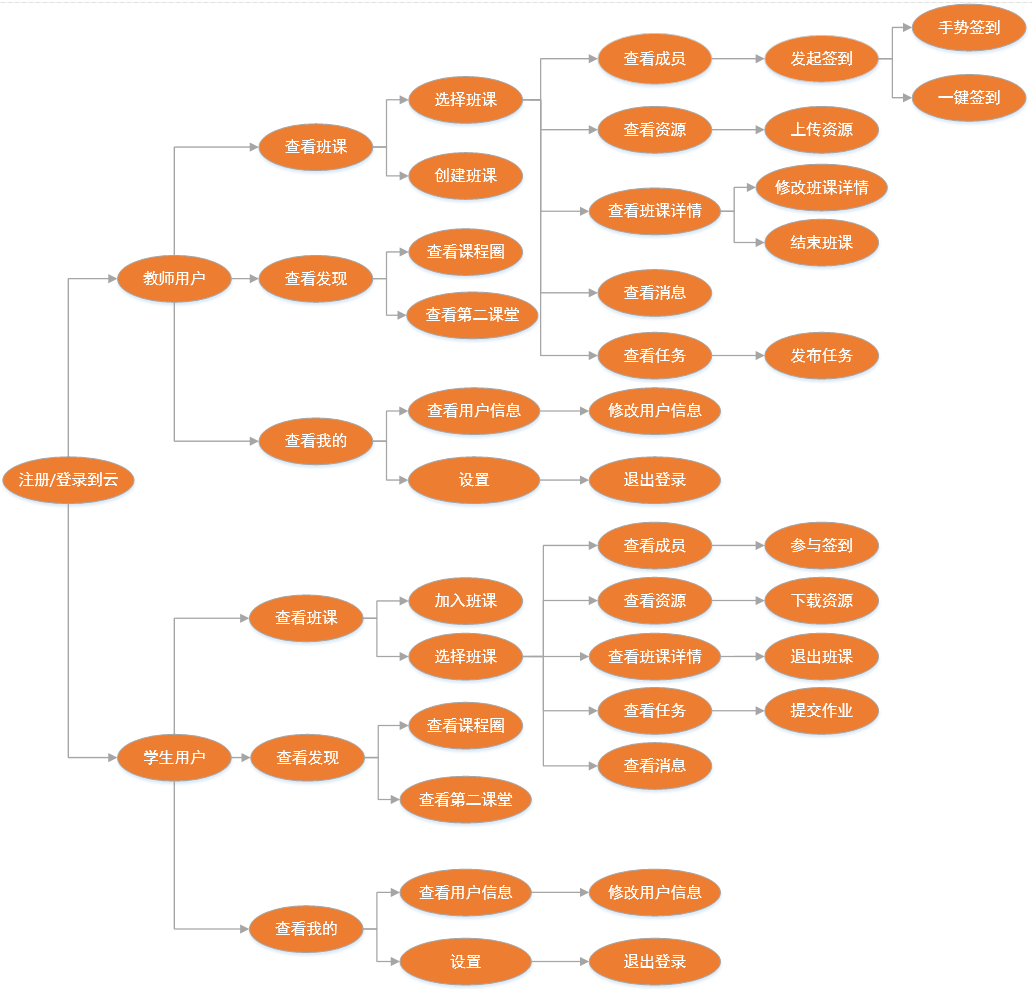 手势签到
查看成员
发起签到
选择班课
一键签到
查看资源
上传资源
查看班课
创建班课
修改班课详情
查看班课详情
结束班课
查看课程圈
教师用户
查看发现
查看消息
查看第二课堂
查看任务
发布任务
查看用户信息
修改用户信息
查看我的
注册/登录到云
设置
退出登录
查看成员
参与签到
加入班课
查看资源
下载资源
查看班课
选择班课
查看班课详情
退出班课
查看任务
提交作业
查看课程圈
学生用户
查看发现
查看消息
查看第二课堂
查看用户信息
修改用户信息
查看我的
设置
退出登录